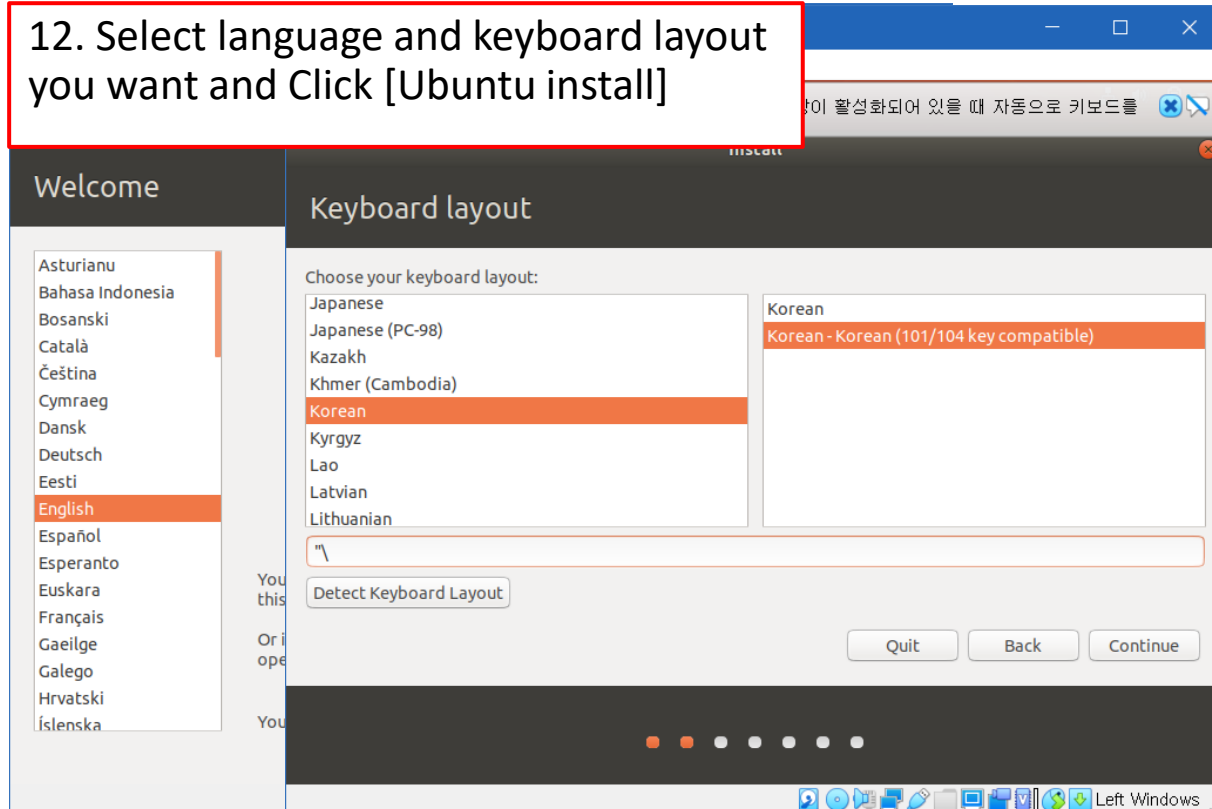 12. Select language and keyboard layout
you want and Click [Ubuntu install]
이 활성화되어 있을 때 자동으로 키보드를
Install
Welcome
Keyboard layout
Asturianu
Bahasa Indonesia
Bosanski
Català
Čeština
Cymraeg
Dansk
Deutsch
Eesti
English
Español
Esperanto
Euskara
Français
Gaeilge
Galego
Hrvatski
Íslenska
You
this
Or i
ope
You
Choose your keyboard layout:
Japanese
Japanese (PC-98)
Kazakh
Khmer (Cambodia)
Korean
Kyrgyz
Lao
Latvian
Lithuanian
Korean
Korean - Korean (101/104 key compatible)
"\
Detect Keyboard Layout
Quit
Back
Continue
Left Windows